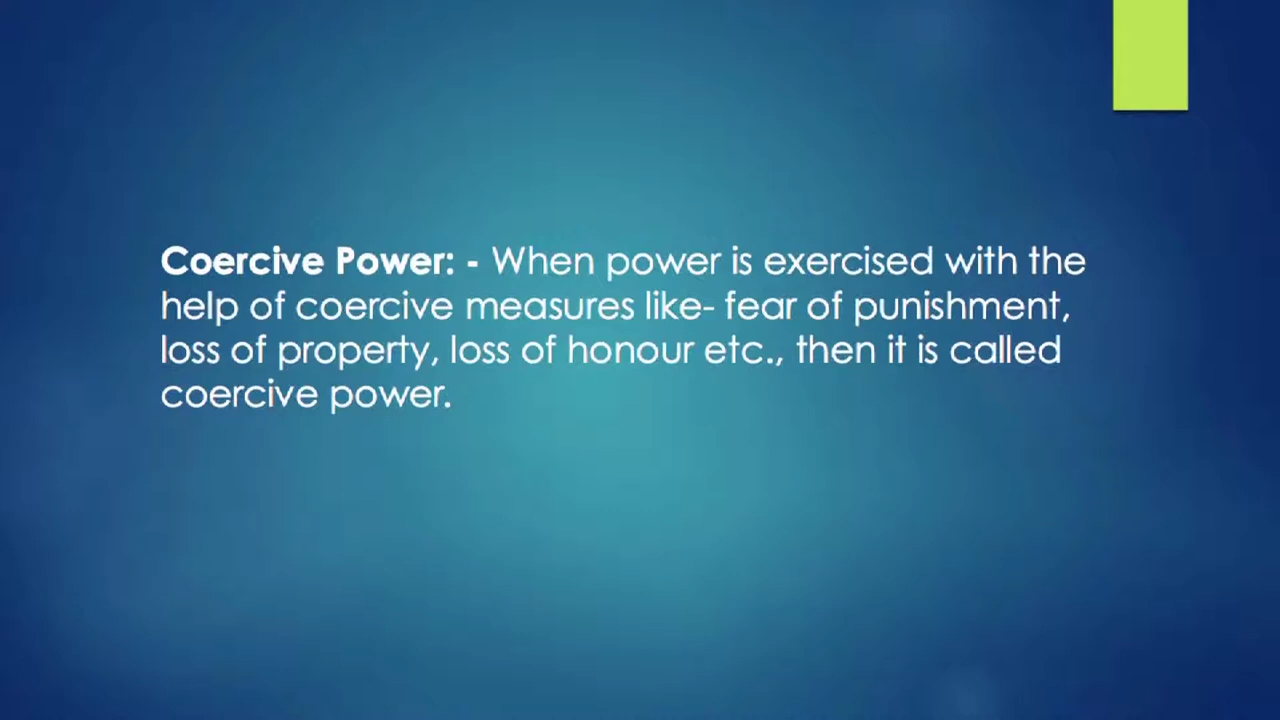 Coercive Power: - When power is exercised with the
help of coercive measures like- fear of punishment,
loss of property, loss of honour etc., then it is called
coercive power.